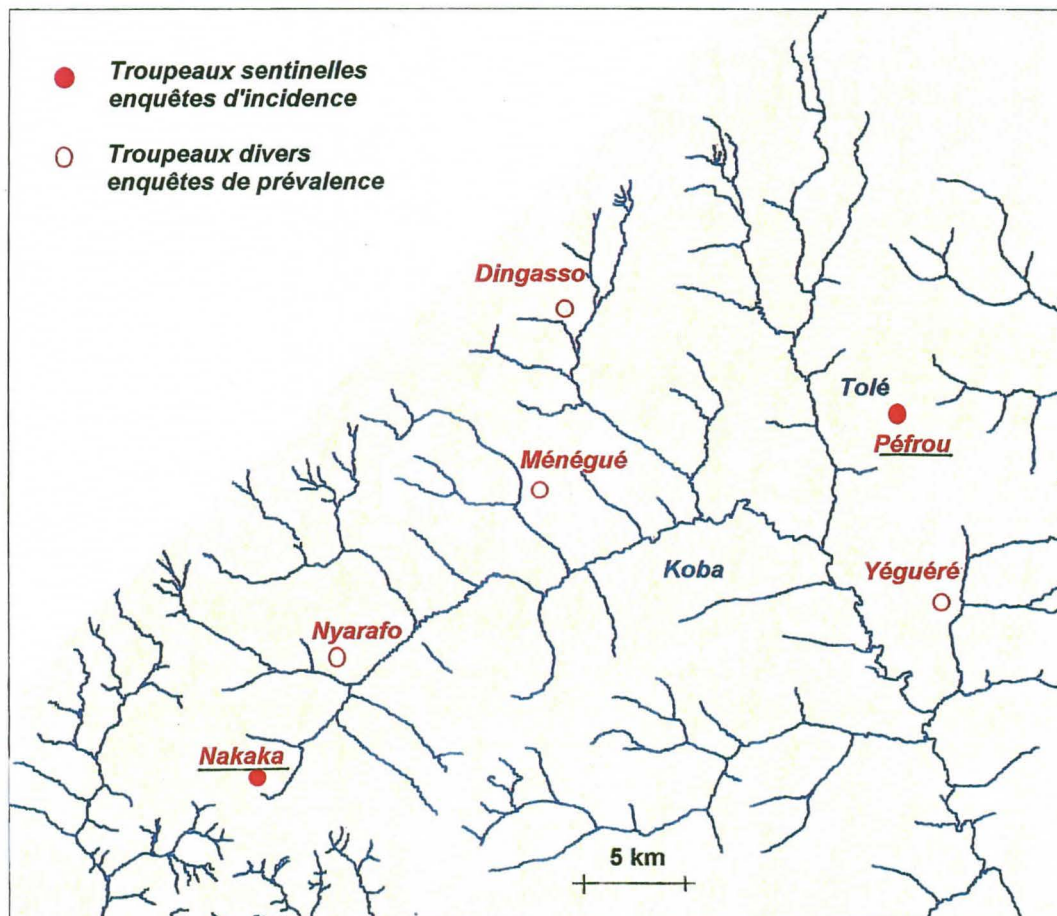 Troupeaux sentinelles
enquêtes d'incidence
Troupeaux divers
enquêtes de prévalence
Dingasso
Tolé
Péfrou
Ménégué
Koba
Yéguéré
Nyarafo
Nakaka
5 km